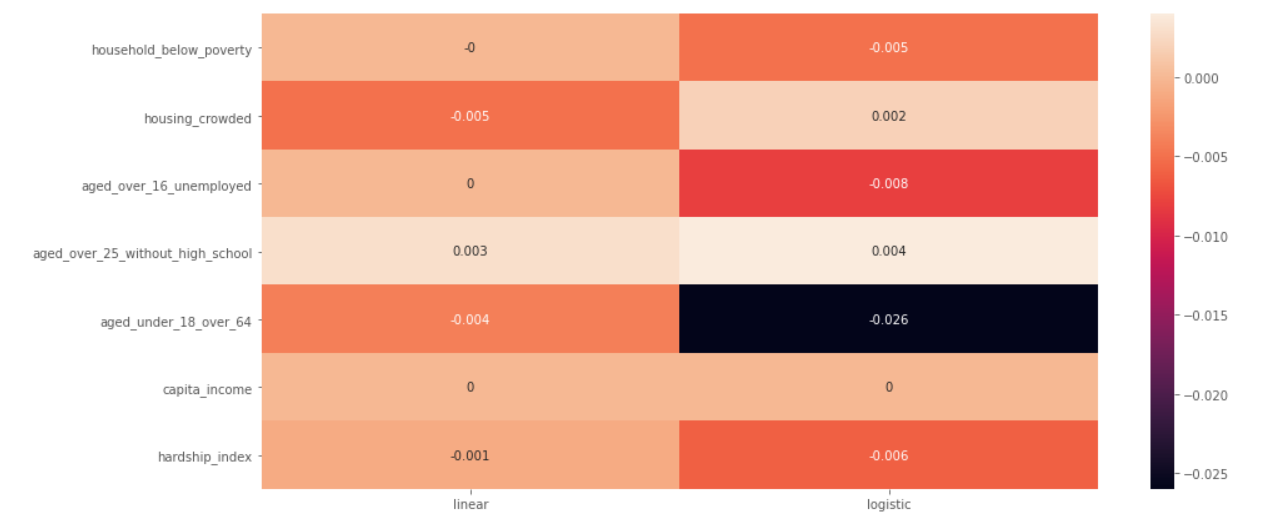 household_below_poverty -0 -0.005
housing_crowded -0.005 0.002
aged_over_16_unemployed 0 -0.008
aged_over_25_without_high_school 0.003 0.004
aged_under_18_over_64 -0.004 -0.026
capita_income 0 0
hardship_index -0.001 -0.006
linear logistic
0.000
−0.005
−0.010
−0.015
−0.020
−0.025